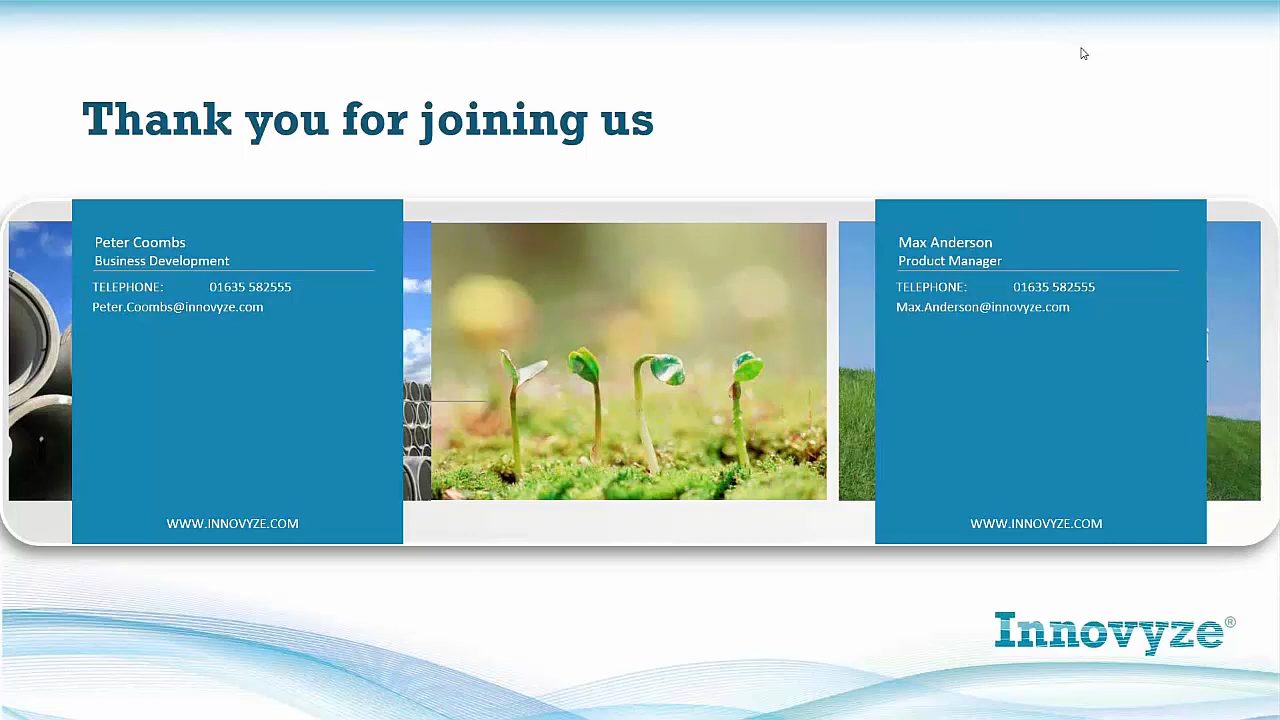 Thank you for joining us
Peter Coombs
Business Development
TELEPHONE: 01635 582555
Peter.Coombs@innovyze.com
WWW.INNOVYZE.COM
Max Anderson
Product Manager
TELEPHONE: 01635 582555
Max.Anderson@innovyze.com
WWW.INNOVYZE.COM
Innovyze®